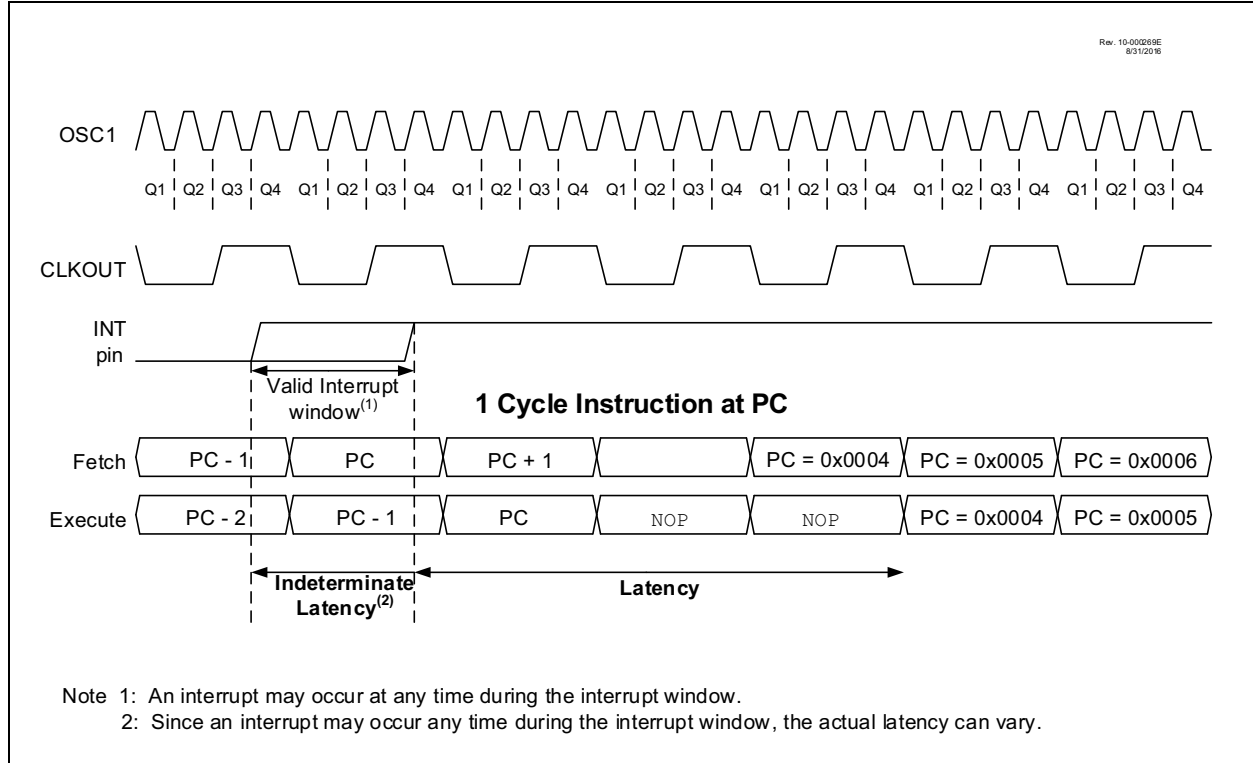 Rev. 10-000269E
8/31/2016
OSC1
Q1 Q2 Q3 Q4 Q1 Q2 Q3 Q4 Q1 Q2 Q3 Q4 Q1 Q2 Q3 Q4 Q1 Q2 Q3 Q4 Q1 Q2 Q3 Q4 Q1 Q2 Q3 Q4
CLKOUT
INT
pin
Valid Interrupt
window(1)
1 Cycle Instruction at PC
Fetch PC - 1 PC PC + 1 PC = 0x0004 PC = 0x0005 PC = 0x0006
Execute PC - 2 PC - 1 PC NOP NOP PC = 0x0004 PC = 0x0005
Indeterminate
Latency(2)
Latency
Note 1: An interrupt may occur at any time during the interrupt window.
2: Since an interrupt may occur any time during the interrupt window, the actual latency can vary.